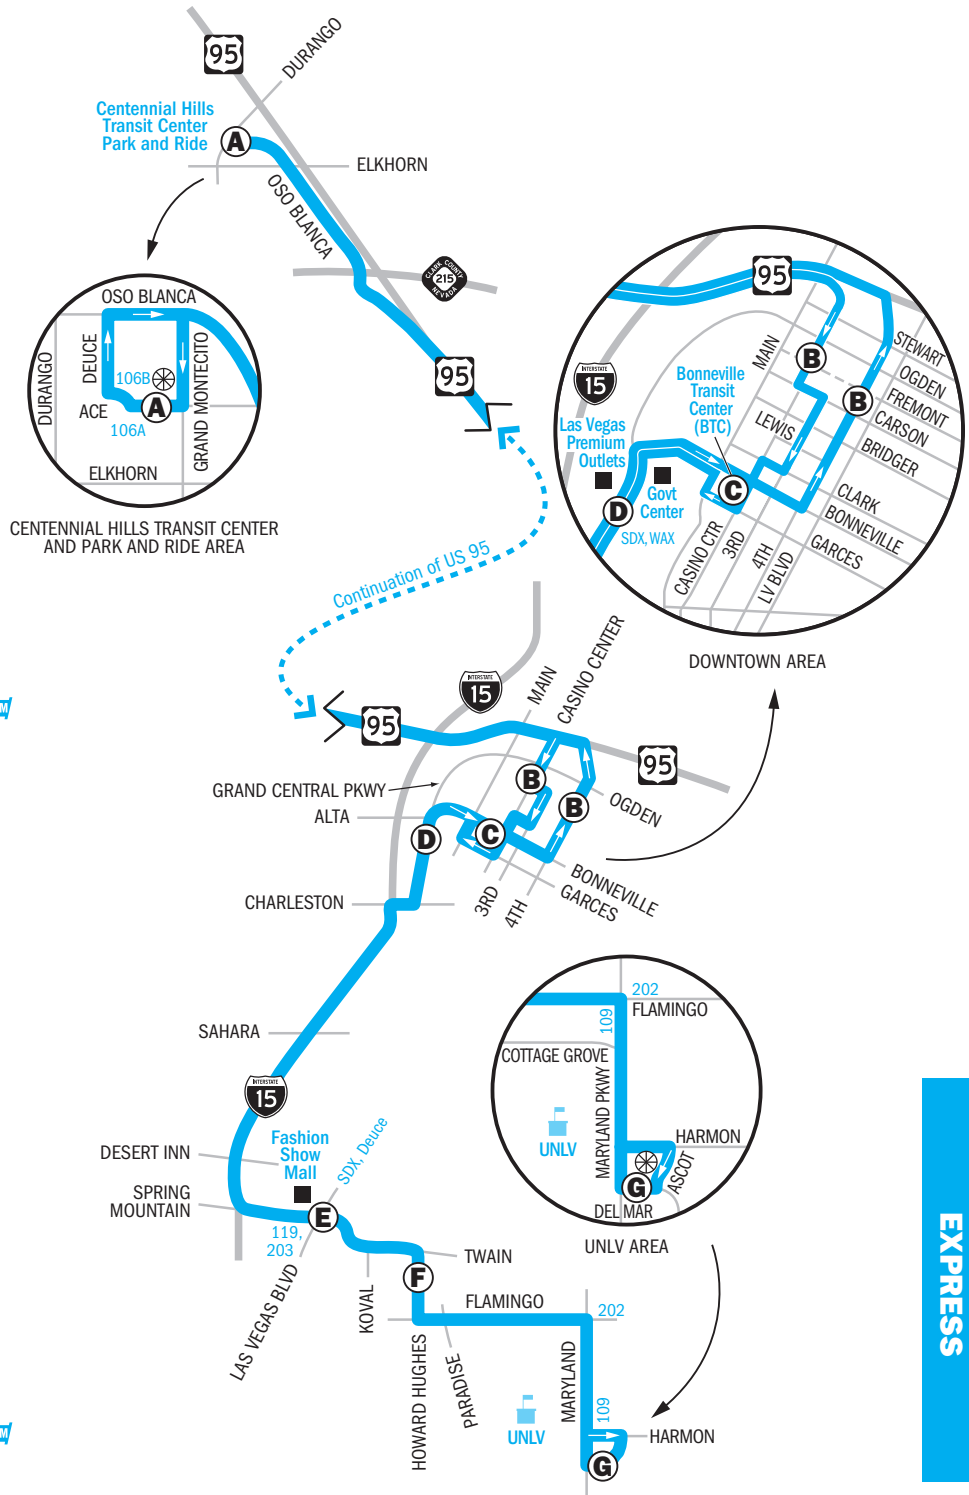 95
DURANGO
Centennial Hills
Transit Center
Park and Ride
A
ELKHORN
OSO BLANCA
CLARK COUNTY
215
NEVADA
95
OSO BLANCA
DURANGO
DEUCE
106B
GRAND MONTECITO
ACE
A
106A
ELKHORN
CENTENNIAL HILLS TRANSIT CENTER
AND PARK AND RIDE AREA
95
INTERSTATE
15
MAIN
B
STEWART
OGDEN
B
FREMONT
CARSON
BRIDGER
Bonneville
Transit
Center
(BTC)
LEWIS
Las Vegas
Premium
Outlets
C
CLARK
BONNEVILLE
GARCES
D
Govt
Center
SDX, WAX
CASINO CTR
3RD
4TH
LV BLVD
DOWNTOWN AREA
Continuation of US 95
INTERSTATE
15
MAIN
CASINO CENTER
95
95
GRAND CENTRAL PKWY
B
B
OGDEN
ALTA
D
C
BONNEVILLE
GARCES
3RD
4TH
CHARLESTON
SAHARA
INTERSTATE
15
202
FLAMINGO
109
COTTAGE GROVE
MARYLAND PKWY
UNLV
HARMON
ASCOT
G
DEL MAR
UNLV AREA
DESERT INN
Fashion
Show
Mall
SDX, Deuce
SPRING
MOUNTAIN
E
119,
203
LAS VEGAS BLVD
TWAIN
F
KOVAL
FLAMINGO
202
HOWARD HUGHES
PARADISE
MARYLAND
109
UNLV
HARMON
G
EXPRESS
M
M